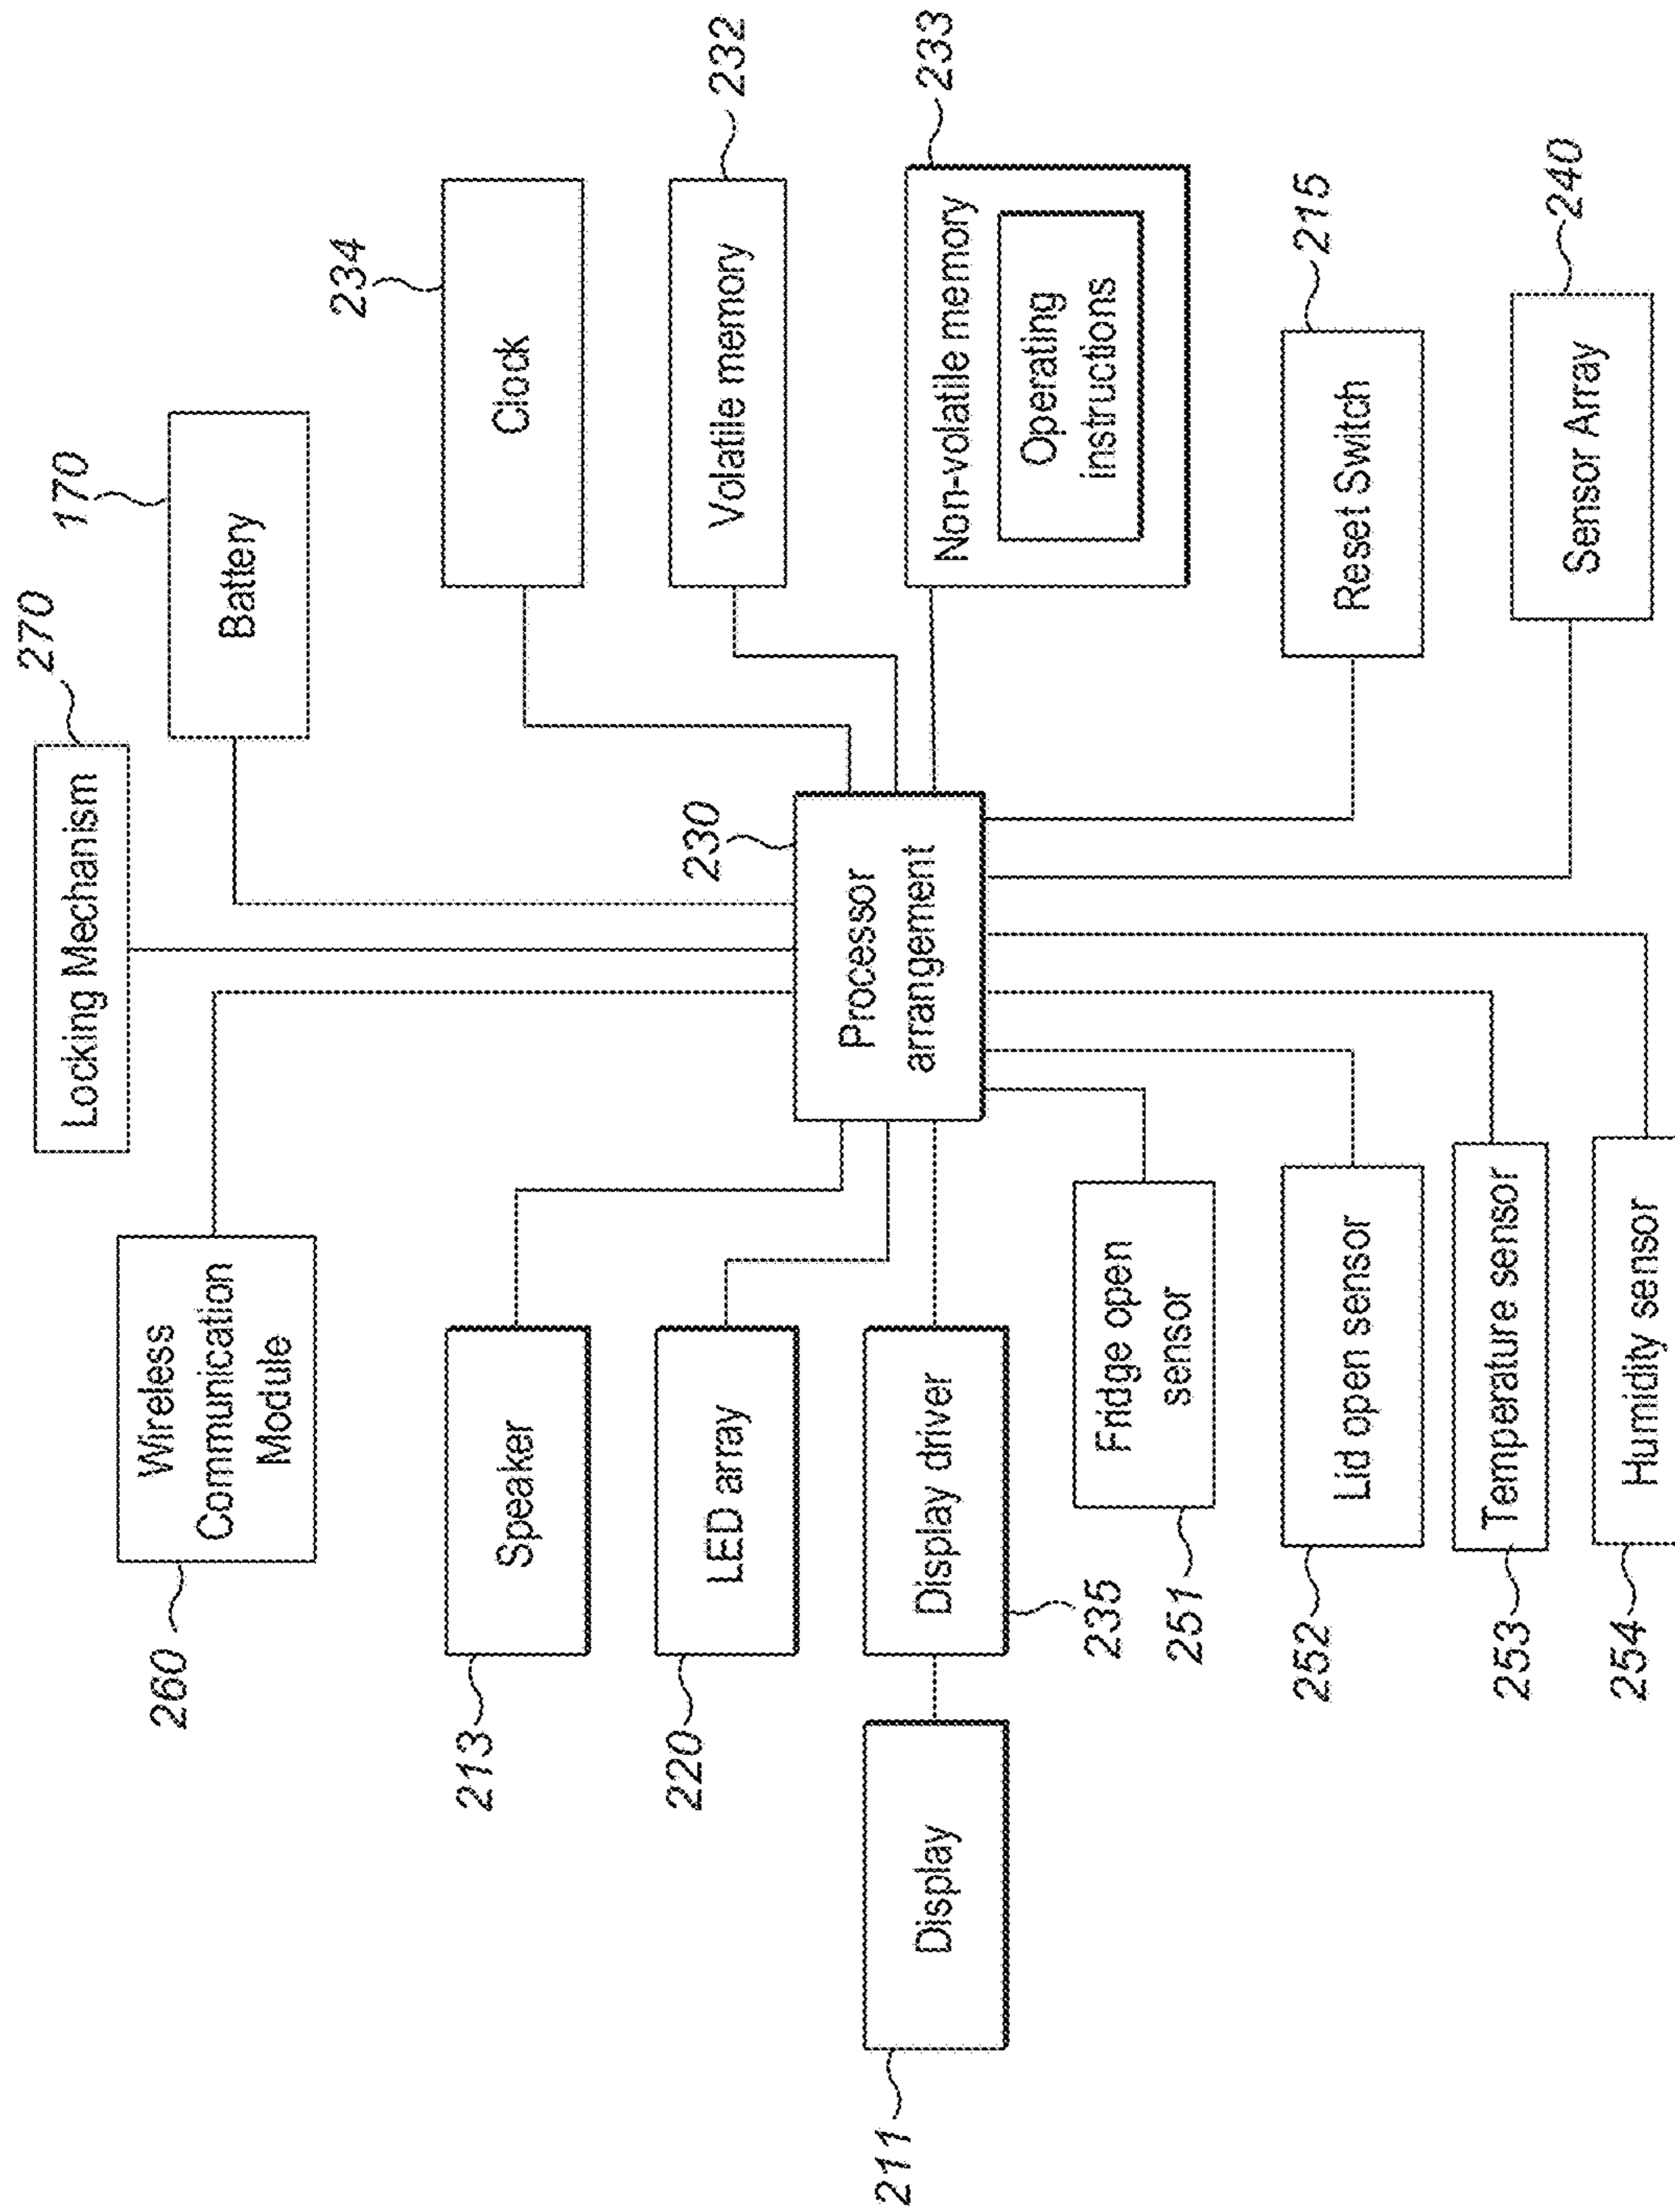 Locking Mechanism
270
Wireless
Communication
Module
260
Battery
170
Speaker
213
Clock
234
LED array
220
Volatile memory
232
Processor
arrangement
230
Display
211
Display driver
235
Non-volatile memory
Operating
instructions
233
Fridge open
sensor
251
Lid open sensor
252
Reset Switch
215
Temperature sensor
253
Sensor Array
240
Humidity sensor
254